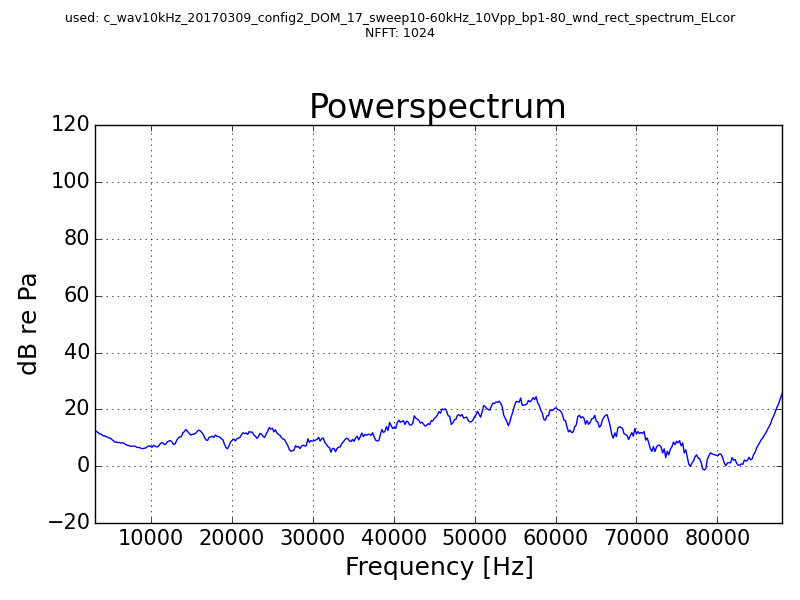 used: c_wav10kHz_20170309_config2_DOM_17_sweep10-60kHz_10Vpp_bp1-80_wnd_rect_spectrum_ELcor
NFFT: 1024
Powerspectrum
120
100
80
60
40
20
0
−20
dB re Pa
10000 20000 30000 40000 50000 60000 70000 80000
Frequency [Hz]